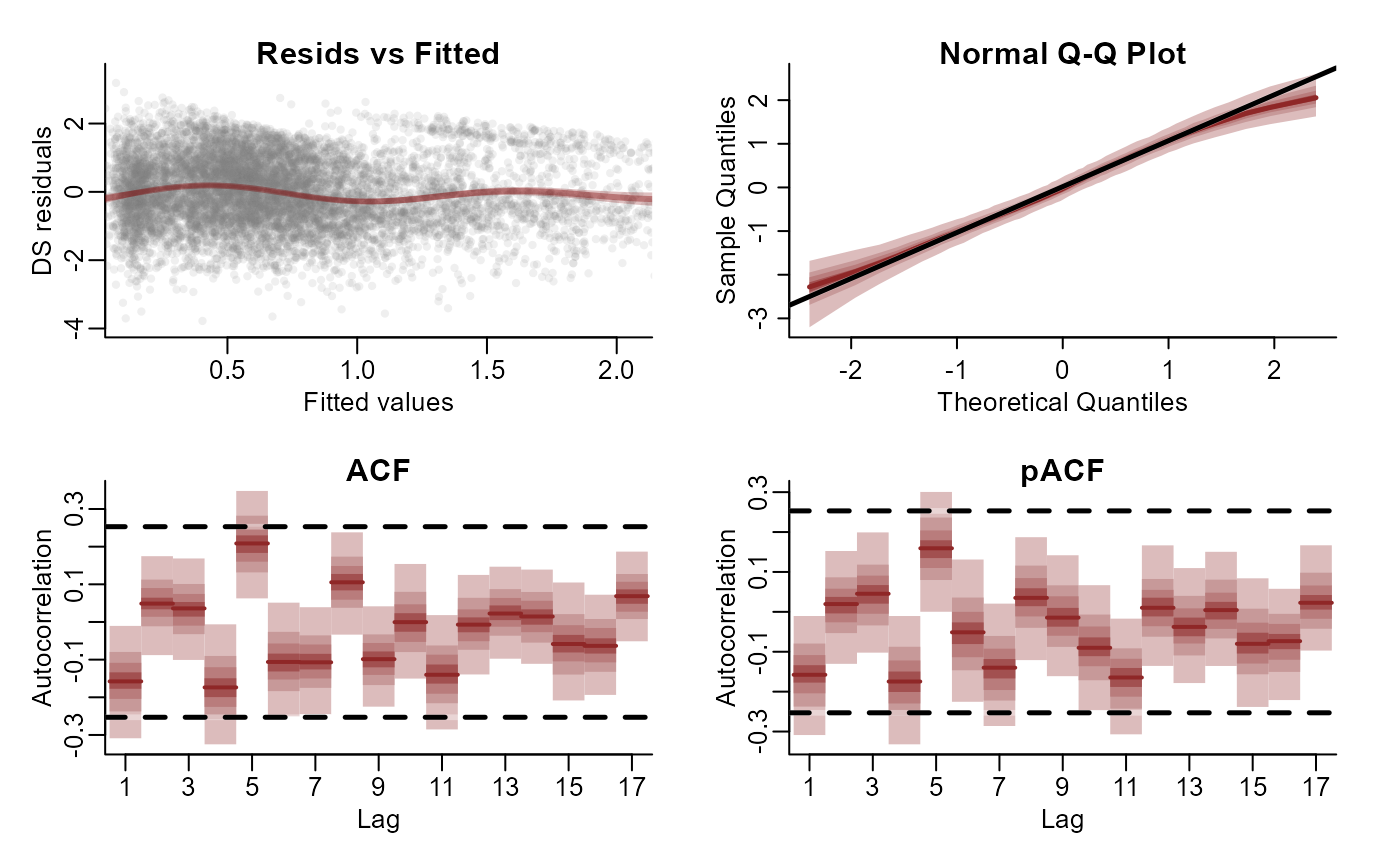 Resids vs Fitted
DS residuals
2
0
-2
-4
0.5 1.0 1.5 2.0
Fitted values
Normal Q-Q Plot
Sample Quantiles
2
1
0
-1
-3
-2 -1 0 1 2
Theoretical Quantiles
ACF
Autocorrelation
0.3
0.1
-0.1
-0.3
1 3 5 7 9 11 13 15 17
Lag
pACF
Autocorrelation
0.3
0.1
-0.1
-0.3
1 3 5 7 9 11 13 15 17
Lag